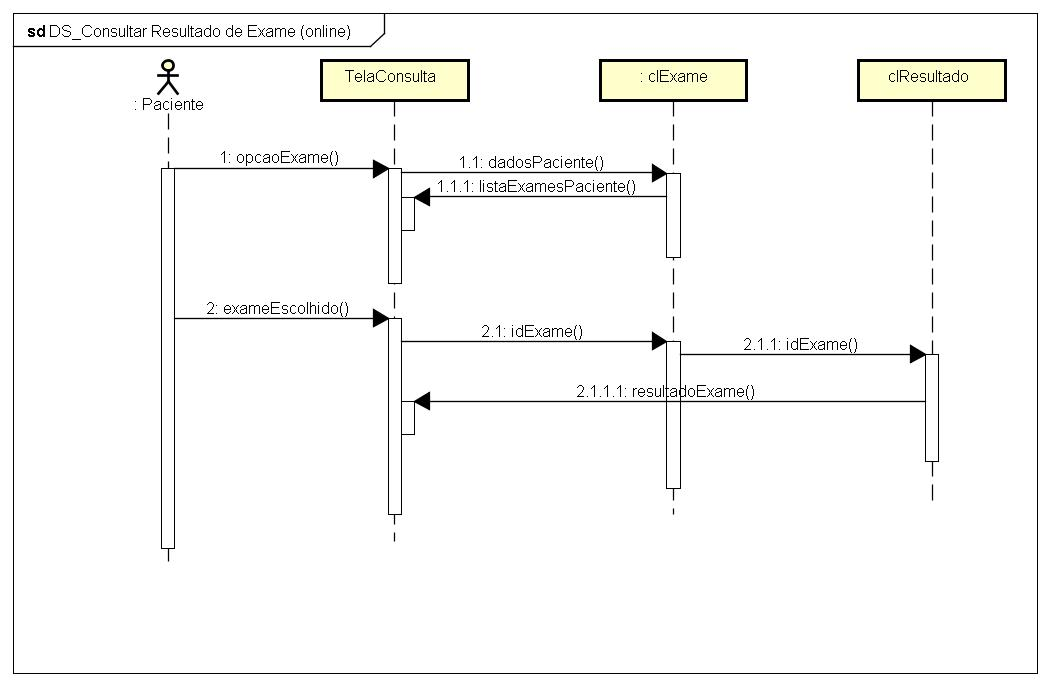 sd DS_Consultar Resultado de Exame (online)
: Paciente
TelaConsulta
: clExame
clResultado
1: opcaoExame()
1.1: dadosPaciente()
1.1.1: listaExamesPaciente()
2: exameEscolhido()
2.1: idExame()
2.1.1: idExame()
2.1.1.1: resultadoExame()